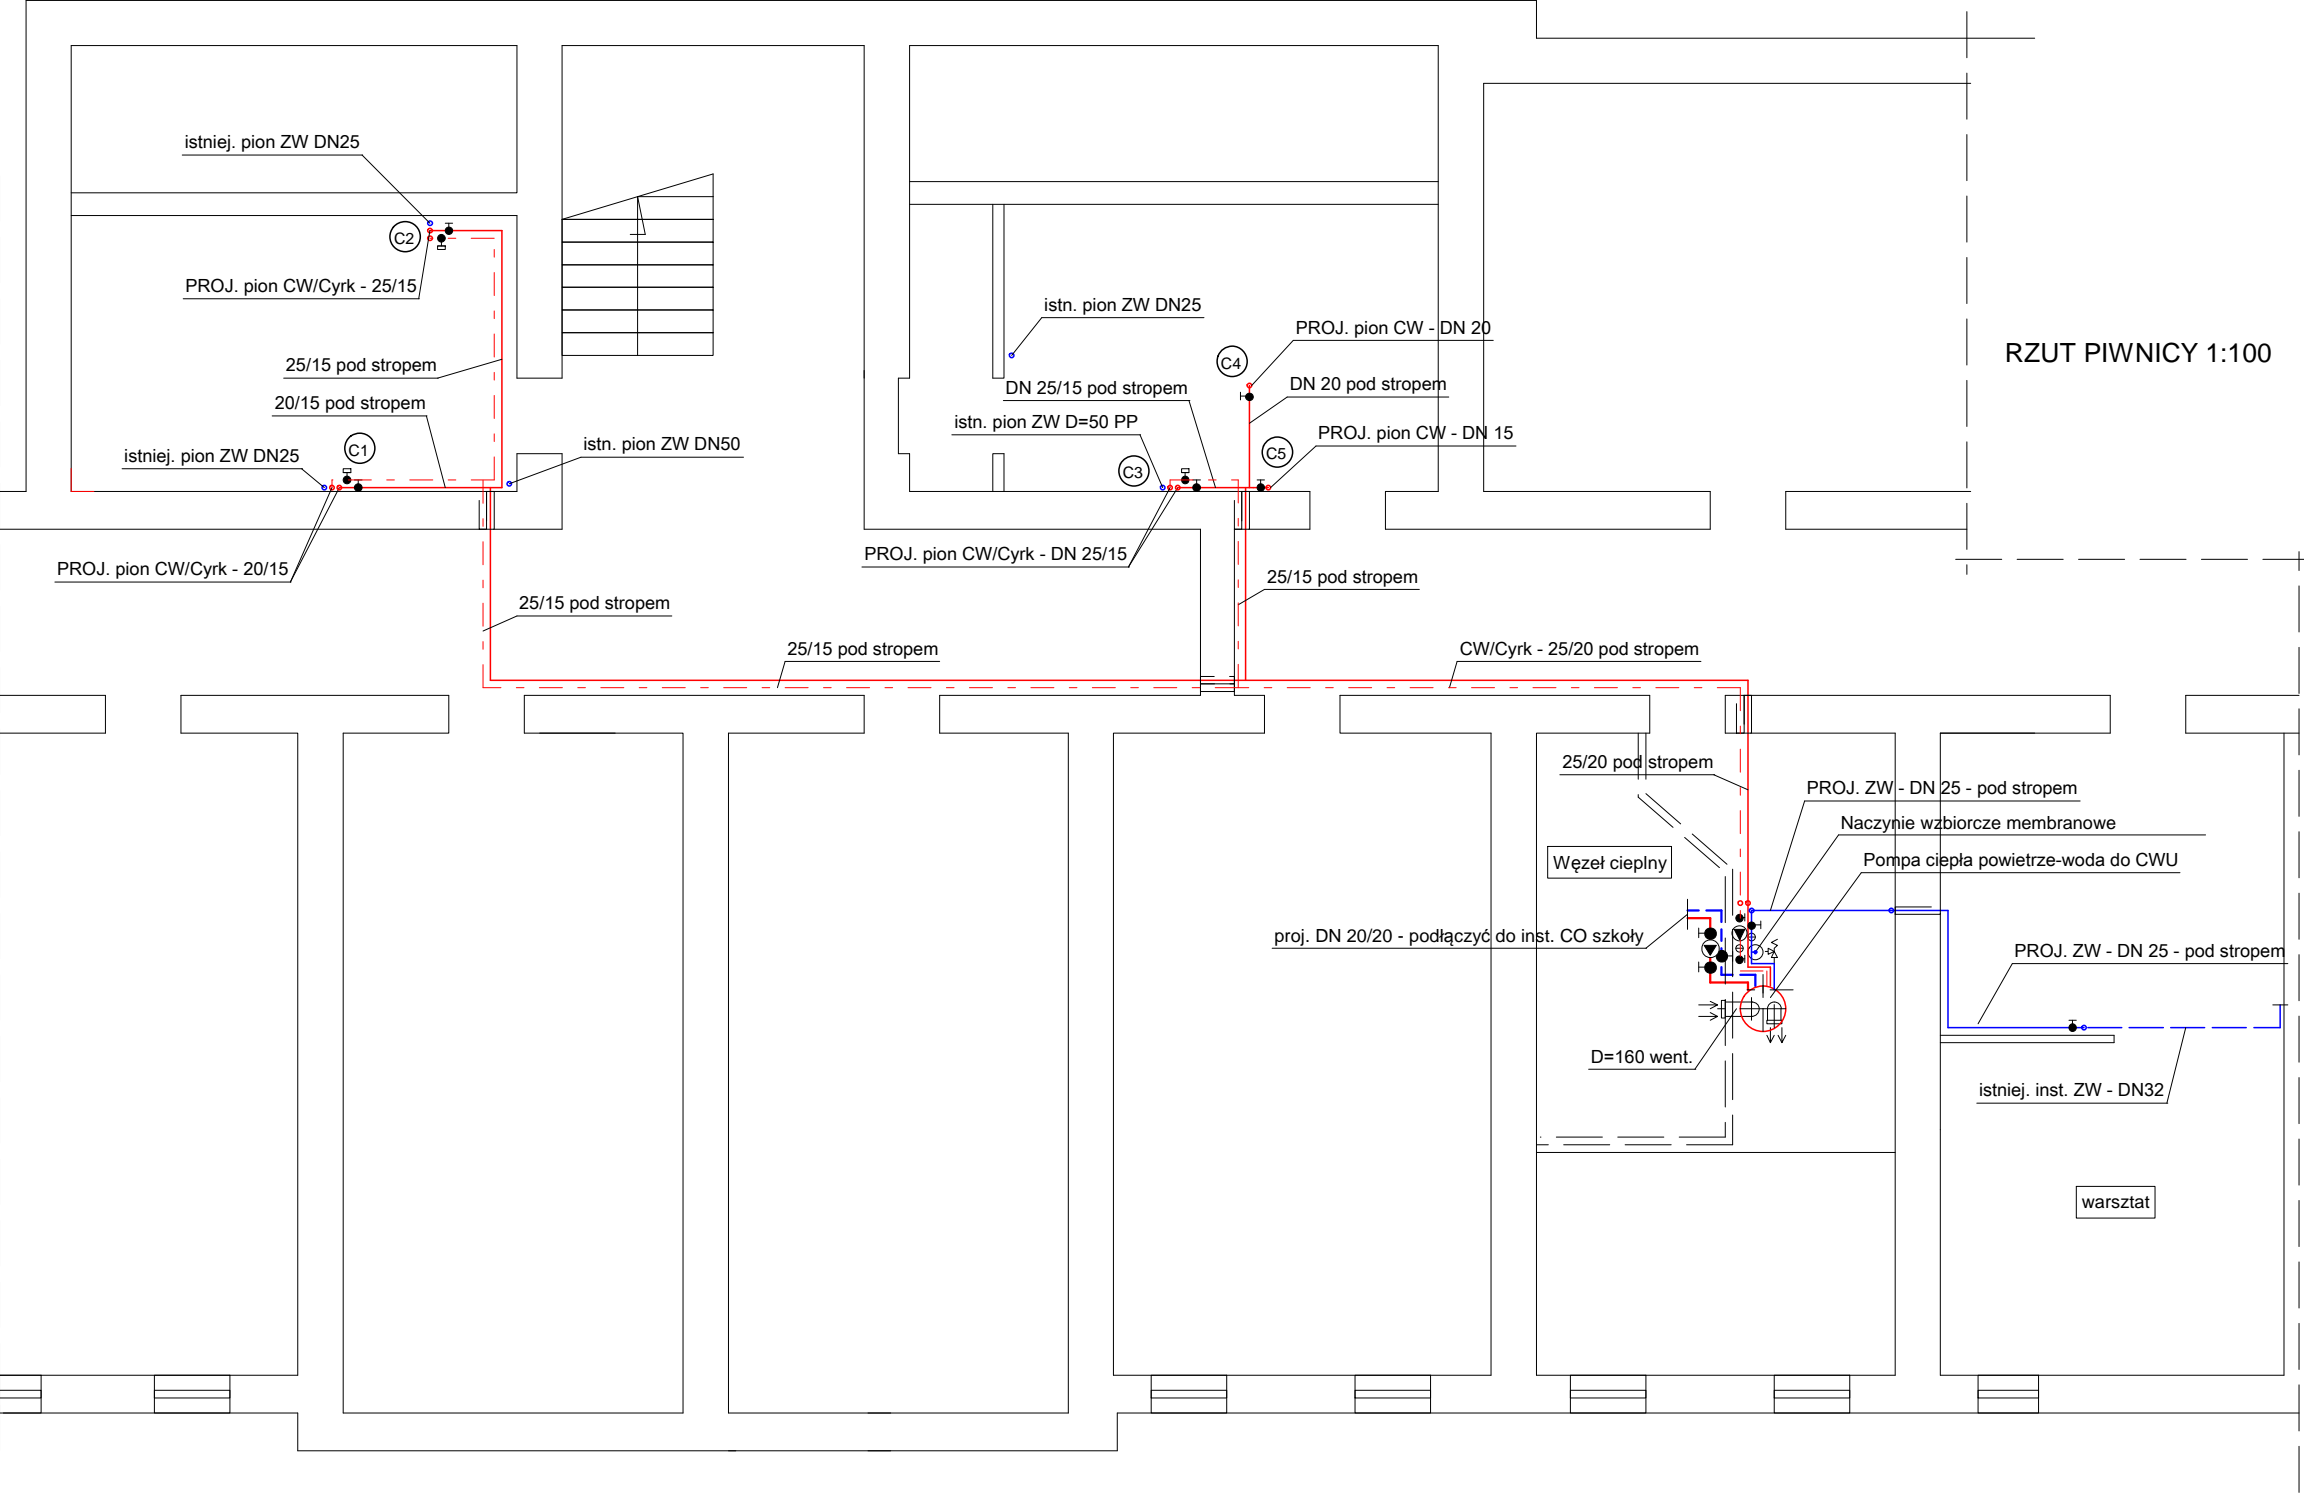 istniej. pion ZW DN25
C2
PROJ. pion CW/Cyrk - 25/15
istn. pion ZW DN25
PROJ. pion CW - DN 20
RZUT PIWNICY 1:100
C4
25/15 pod stropem
DN 25/15 pod stropem
DN 20 pod stropem
20/15 pod stropem
istn. pion ZW D=50 PP
PROJ. pion CW - DN 15
C1
istn. pion ZW DN50
C5
istniej. pion ZW DN25
C3
PROJ. pion CW/Cyrk - DN 25/15
PROJ. pion CW/Cyrk - 20/15
25/15 pod stropem
25/15 pod stropem
25/15 pod stropem
CW/Cyrk - 25/20 pod stropem
25/20 pod stropem
PROJ. ZW - DN 25 - pod stropem
Naczynie wzbiorcze membranowe
Węzeł cieplny
Pompa ciepła powietrze-woda do CWU
proj. DN 20/20 - podłączyć do inst. CO szkoły
PROJ. ZW - DN 25 - pod stropem
D=160 went.
istniej. inst. ZW - DN32
warsztat